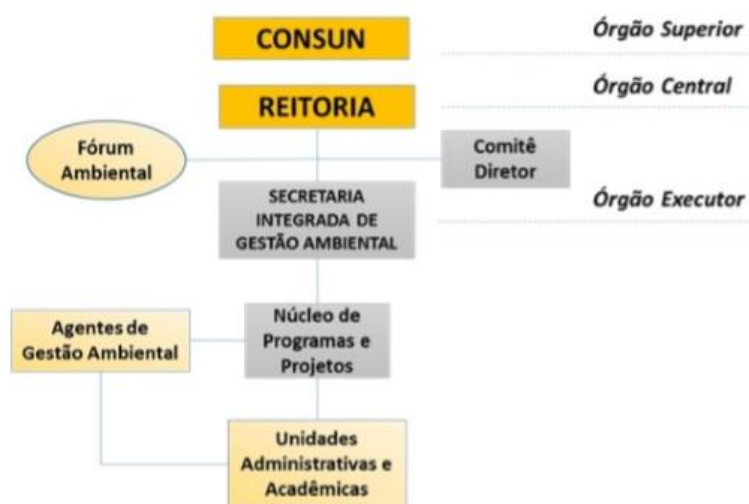 CONSUN
Órgão Superior
REITORIA
Órgão Central
Fórum
Ambiental
Comitê
Diretor
SECRETARIA
INTEGRADA DE
GESTÃO AMBIENTAL
Órgão Executor
Agentes de
Gestão Ambiental
Núcleo de
Programas e
Projetos
Unidades
Administrativas e
Acadêmicas